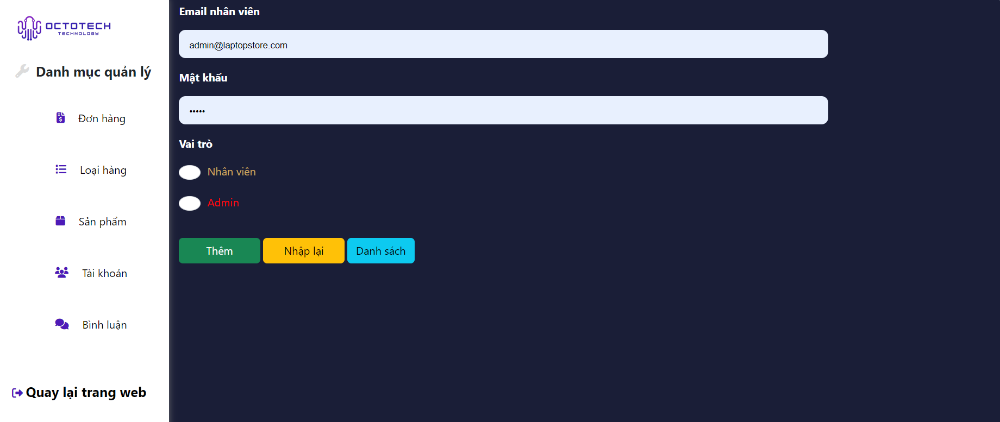 OCTOTECH
TECHNOLOGY
Danh mục quản lý
Đơn hàng
Loại hàng
Sản phẩm
Tài khoản
Bình luận
Quay lại trang web
Email nhân viên
admin@laptopstore.com
Mật khẩu
•••••
Vai trò
Nhân viên
Admin
Thêm
Nhập lại
Danh sách